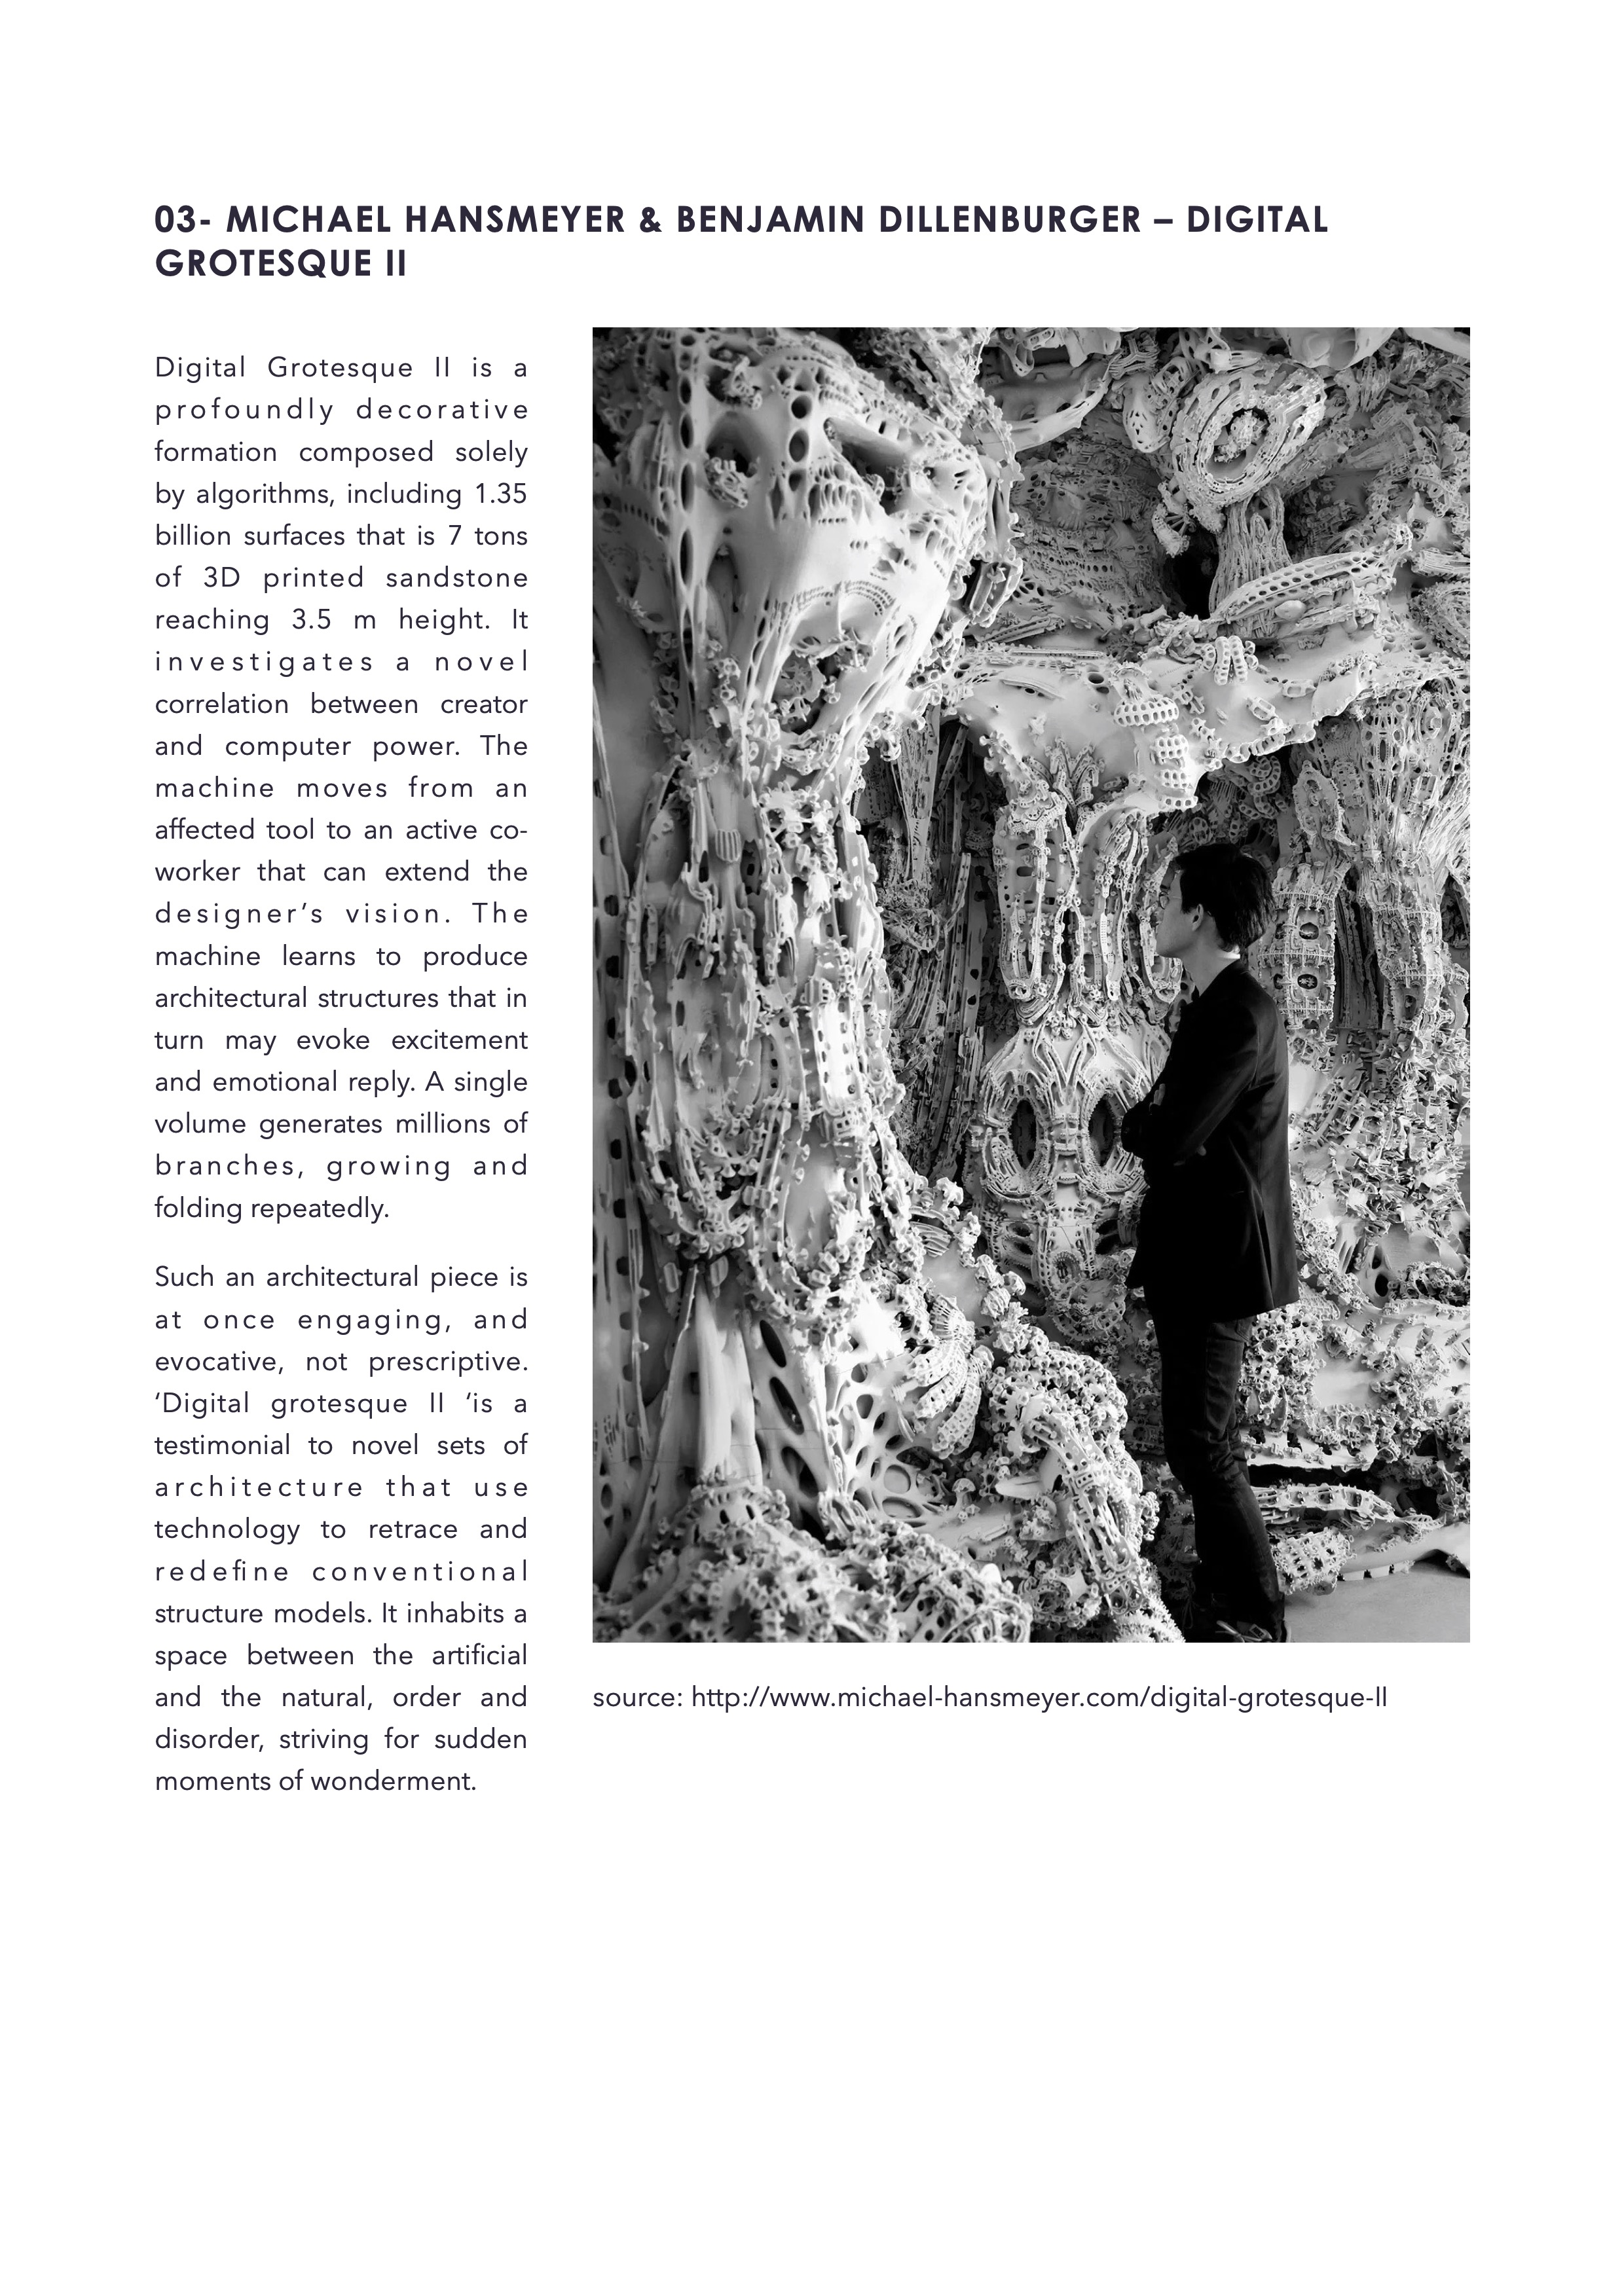 03- MICHAEL HANSMEYER & BENJAMIN DILLENBURGER – DIGITAL
GROTESQUE II
Digital Grotesque II is a
profoundly decorative
formation composed solely
by algorithms, including 1.35
billion surfaces that is 7 tons
of 3D printed sandstone
reaching 3.5 m height. It
investigates a novel
correlation between creator
and computer power. The
machine moves from an
affected tool to an active co-
worker that can extend the
designer’s vision. The
machine learns to produce
architectural structures that in
turn may evoke excitement
and emotional reply. A single
volume generates millions of
branches, growing and
folding repeatedly.
Such an architectural piece is
at once engaging, and
evocative, not prescriptive.
‘Digital grotesque II ‘is a
testimonial to novel sets of
architecture that use
technology to retrace and
redefine conventional
structure models. It inhabits a
space between the artificial
and the natural, order and
disorder, striving for sudden
moments of wonderment.
source: http://www.michael-hansmeyer.com/digital-grotesque-II